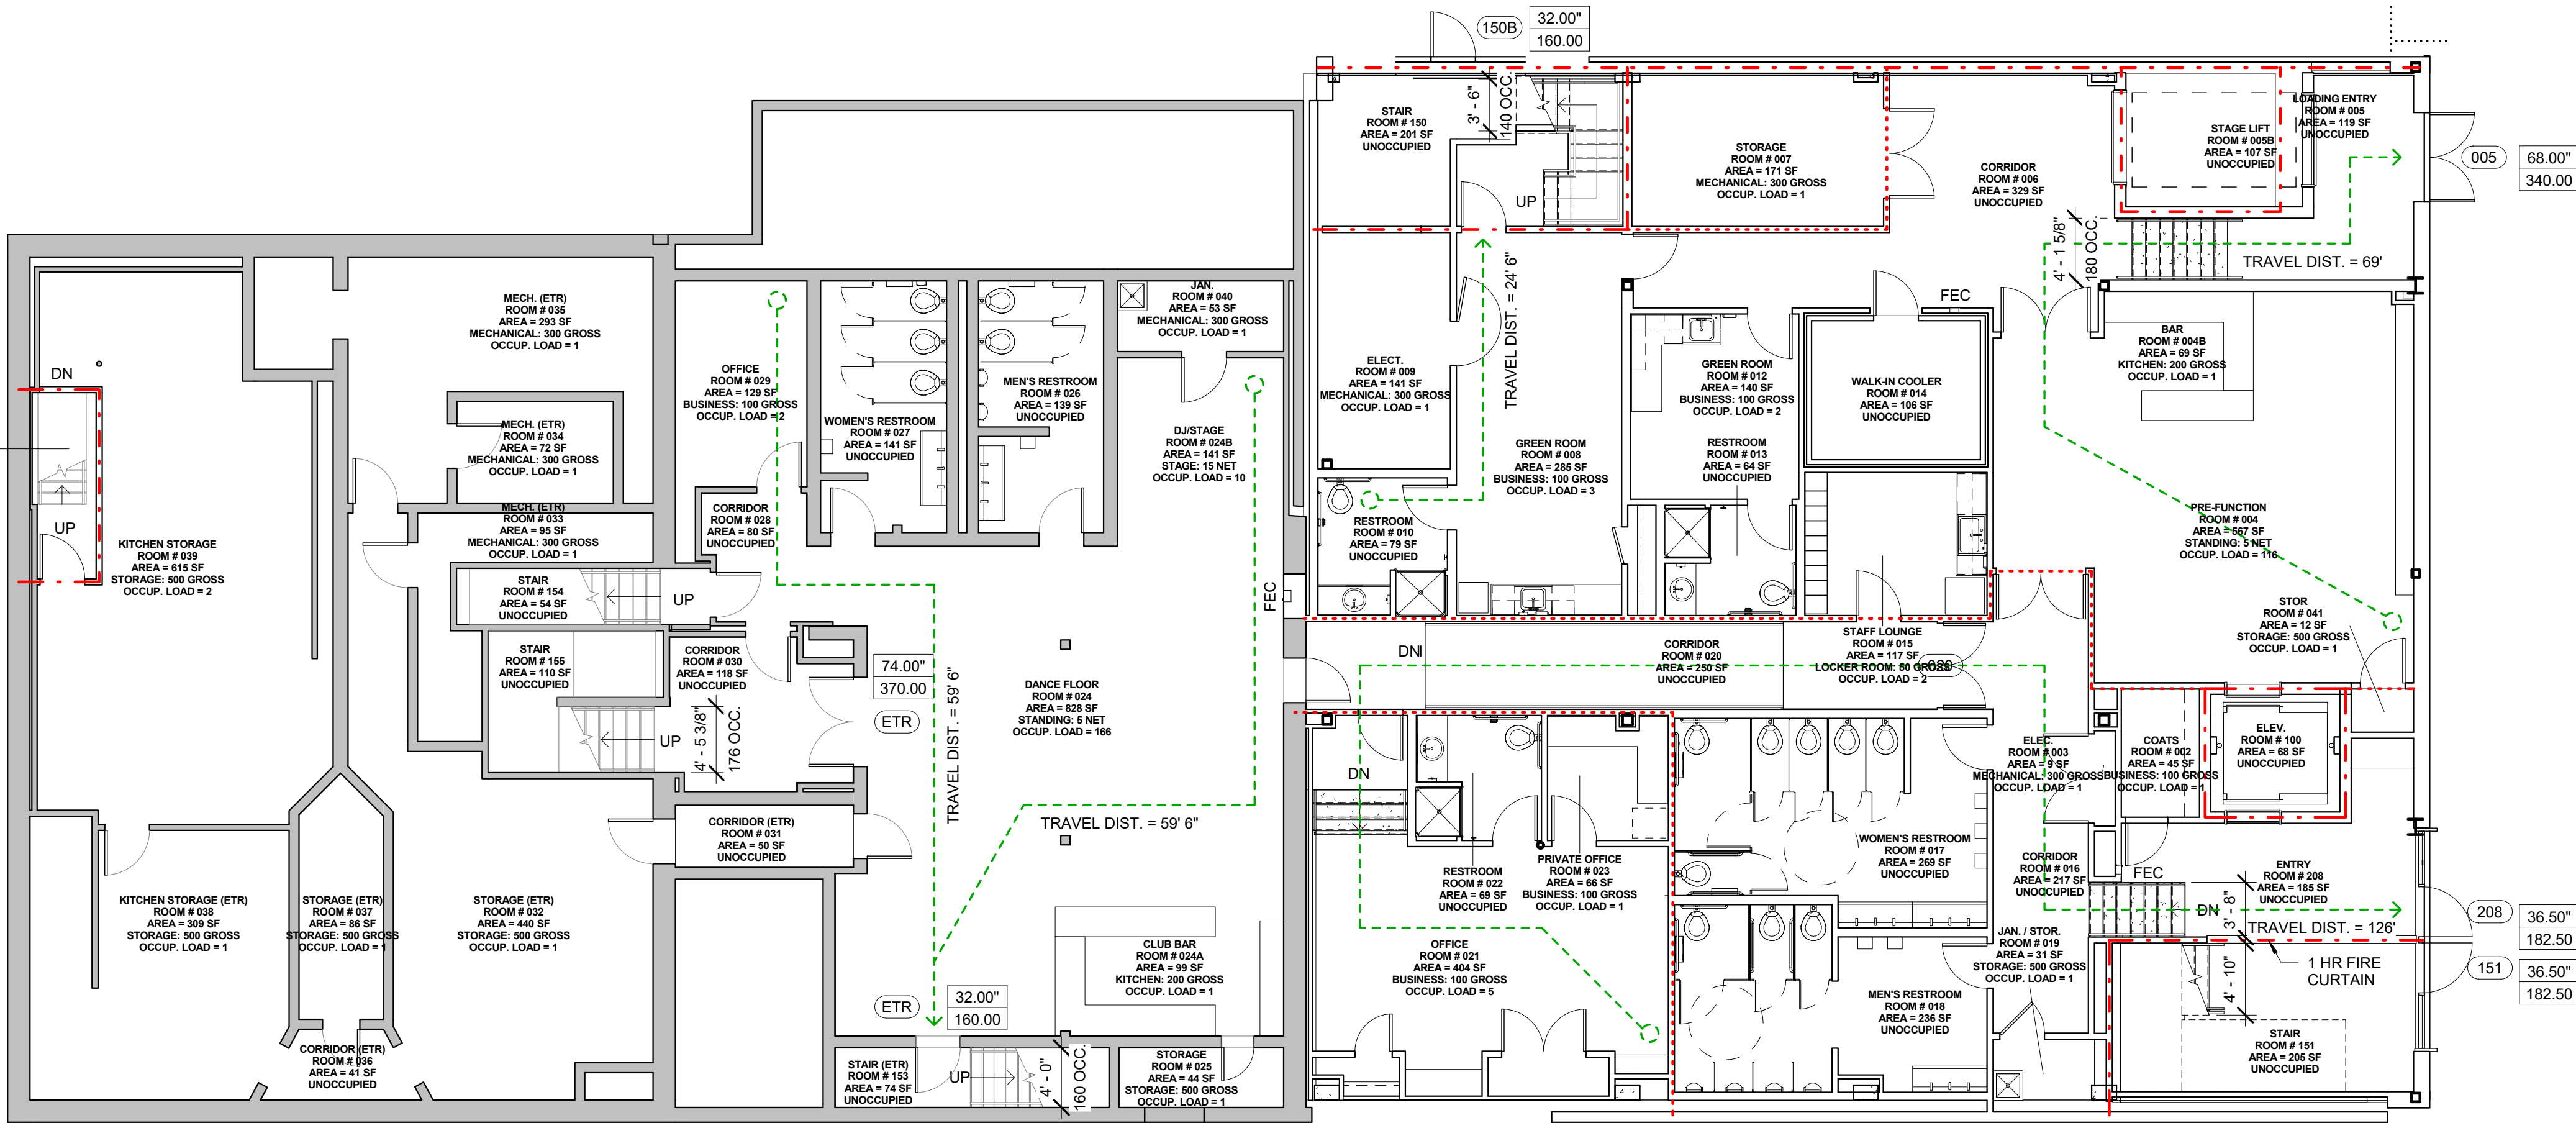 150B
32.00"
160.00
STAIR
ROOM # 150
AREA = 201 SF
UNOCCUPIED
3' - 6"
140 OCC.
UP
STORAGE
ROOM # 007
AREA = 171 SF
MECHANICAL: 300 GROSS
OCCUP. LOAD = 1
CORRIDOR
ROOM # 006
AREA = 329 SF
UNOCCUPIED
STAGE LIFT
ROOM # 005B
AREA = 107 SF
UNOCCUPIED
LOADING ENTRY
ROOM # 005
AREA = 119 SF
UNOCCUPIED
005
68.00"
340.00
4' - 1 5/8"
180 OCC.
TRAVEL DIST. = 69'
MECH. (ETR)
ROOM # 035
AREA = 293 SF
MECHANICAL: 300 GROSS
OCCUP. LOAD = 1
DN
UP
KITCHEN STORAGE
ROOM # 039
AREA = 615 SF
STORAGE: 500 GROSS
OCCUP. LOAD = 2
MECH. (ETR)
ROOM # 034
AREA = 72 SF
MECHANICAL: 300 GROSS
OCCUP. LOAD = 1
MECH. (ETR)
ROOM # 033
AREA = 95 SF
MECHANICAL: 300 GROSS
OCCUP. LOAD = 1
OFFICE
ROOM # 029
AREA = 129 SF
BUSINESS: 100 GROSS
OCCUP. LOAD = 2
WOMEN'S RESTROOM
ROOM # 027
AREA = 141 SF
UNOCCUPIED
MEN'S RESTROOM
ROOM # 026
AREA = 139 SF
UNOCCUPIED
JAN.
ROOM # 040
AREA = 53 SF
MECHANICAL: 300 GROSS
OCCUP. LOAD = 1
DJ/STAGE
ROOM # 024B
AREA = 141 SF
STAGE: 15 NET
OCCUP. LOAD = 10
CORRIDOR
ROOM # 028
AREA = 80 SF
UNOCCUPIED
ELECT.
ROOM # 009
AREA = 141 SF
MECHANICAL: 300 GROSS
OCCUP. LOAD = 1
TRAVEL DIST. = 24' 6"
GREEN ROOM
ROOM # 008
AREA = 285 SF
BUSINESS: 100 GROSS
OCCUP. LOAD = 3
RESTROOM
ROOM # 010
AREA = 79 SF
UNOCCUPIED
GREEN ROOM
ROOM # 012
AREA = 140 SF
BUSINESS: 100 GROSS
OCCUP. LOAD = 2
RESTROOM
ROOM # 013
AREA = 64 SF
UNOCCUPIED
WALK-IN COOLER
ROOM # 014
AREA = 106 SF
UNOCCUPIED
FEC
BAR
ROOM # 004B
AREA = 69 SF
KITCHEN: 200 GROSS
OCCUP. LOAD = 1
PRE-FUNCTION
ROOM # 004
AREA = 567 SF
STANDING: 5 NET
OCCUP. LOAD = 116
STOR
ROOM # 041
AREA = 12 SF
STORAGE: 500 GROSS
OCCUP. LOAD = 1
STAIR
ROOM # 154
AREA = 54 SF
UNOCCUPIED
UP
STAIR
ROOM # 155
AREA = 110 SF
UNOCCUPIED
UP
CORRIDOR
ROOM # 030
AREA = 118 SF
UNOCCUPIED
4' - 5 3/8"
176 OCC.
74.00"
370.00
ETR
TRAVEL DIST. = 59' 6"
DANCE FLOOR
ROOM # 024
AREA = 828 SF
STANDING: 5 NET
OCCUP. LOAD = 166
FEC
TRAVEL DIST. = 59' 6"
DN
CORRIDOR
ROOM # 020
AREA = 250 SF
UNOCCUPIED
STAFF LOUNGE
ROOM # 015
AREA = 117 SF
LOCKER ROOM: 50 GROSS
OCCUP. LOAD = 2
020
DN
ELEC.
ROOM # 003
AREA = 9 SF
MECHANICAL: 300 GROSS
OCCUP. LOAD = 1
COATS
ROOM # 002
AREA = 45 SF
BUSINESS: 100 GROSS
OCCUP. LOAD = 1
ELEV.
ROOM # 100
AREA = 68 SF
UNOCCUPIED
CORRIDOR (ETR)
ROOM # 031
AREA = 50 SF
UNOCCUPIED
RESTROOM
ROOM # 022
AREA = 69 SF
UNOCCUPIED
PRIVATE OFFICE
ROOM # 023
AREA = 66 SF
BUSINESS: 100 GROSS
OCCUP. LOAD = 1
WOMEN'S RESTROOM
ROOM # 017
AREA = 269 SF
UNOCCUPIED
CORRIDOR
ROOM # 016
AREA = 217 SF
UNOCCUPIED
FEC
DN
ENTRY
ROOM # 208
AREA = 185 SF
UNOCCUPIED
3' - 8"
TRAVEL DIST. = 126'
208
36.50"
182.50
151
36.50"
182.50
1 HR FIRE
CURTAIN
4' - 10"
KITCHEN STORAGE (ETR)
ROOM # 038
AREA = 309 SF
STORAGE: 500 GROSS
OCCUP. LOAD = 1
STORAGE (ETR)
ROOM # 037
AREA = 86 SF
STORAGE: 500 GROSS
OCCUP. LOAD = 1
STORAGE (ETR)
ROOM # 032
AREA = 440 SF
STORAGE: 500 GROSS
OCCUP. LOAD = 1
CLUB BAR
ROOM # 024A
AREA = 99 SF
KITCHEN: 200 GROSS
OCCUP. LOAD = 1
OFFICE
ROOM # 021
AREA = 404 SF
BUSINESS: 100 GROSS
OCCUP. LOAD = 5
JAN. / STOR.
ROOM # 019
AREA = 31 SF
STORAGE: 500 GROSS
OCCUP. LOAD = 1
MEN'S RESTROOM
ROOM # 018
AREA = 236 SF
UNOCCUPIED
ETR
32.00"
160.00
CORRIDOR (ETR)
ROOM # 036
AREA = 41 SF
UNOCCUPIED
STAIR (ETR)
ROOM # 153
AREA = 74 SF
UNOCCUPIED
UP
4' - 0"
160 OCC.
STORAGE
ROOM # 025
AREA = 44 SF
STORAGE: 500 GROSS
OCCUP. LOAD = 1
STAIR
ROOM # 151
AREA = 205 SF
UNOCCUPIED